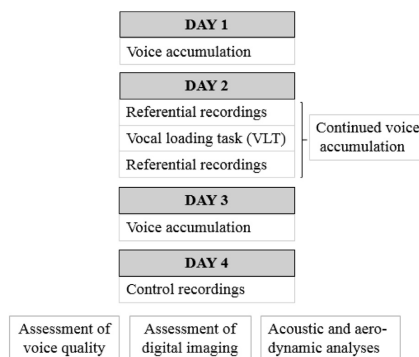 DAY 1
Voice accumulation
DAY 2
Referential recordings
Vocal loading task (VLT)
Referential recordings
Continued voice
accumulation
DAY 3
Voice accumulation
DAY 4
Control recordings
Assessment of
voice quality
Assessment of
digital imaging
Acoustic and aero-
dynamic analyses